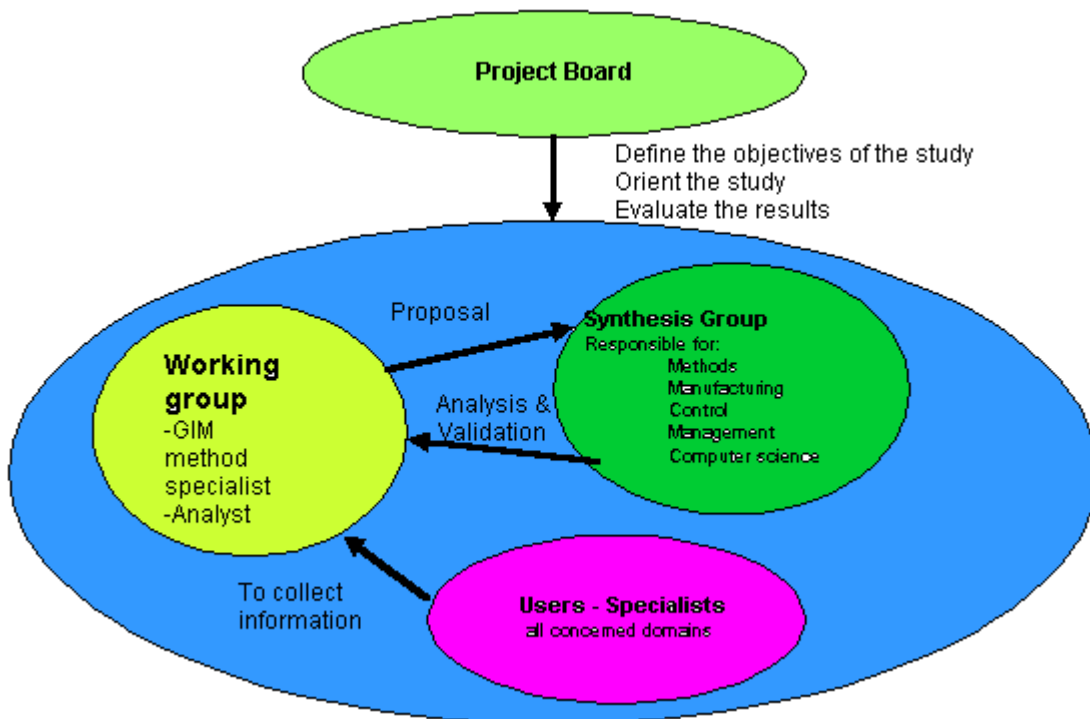 Project Board
Define the objectives of the study
Orient the study
Evaluate the results
Proposal
Synthesis Group
Responsible for:
Methods
Manufacturing
Control
Management
Computer science
Working
group
-GIM
method
specialist
-Analyst
Analysis &
Validation
To collect
information
Users - Specialists
all concerned domains